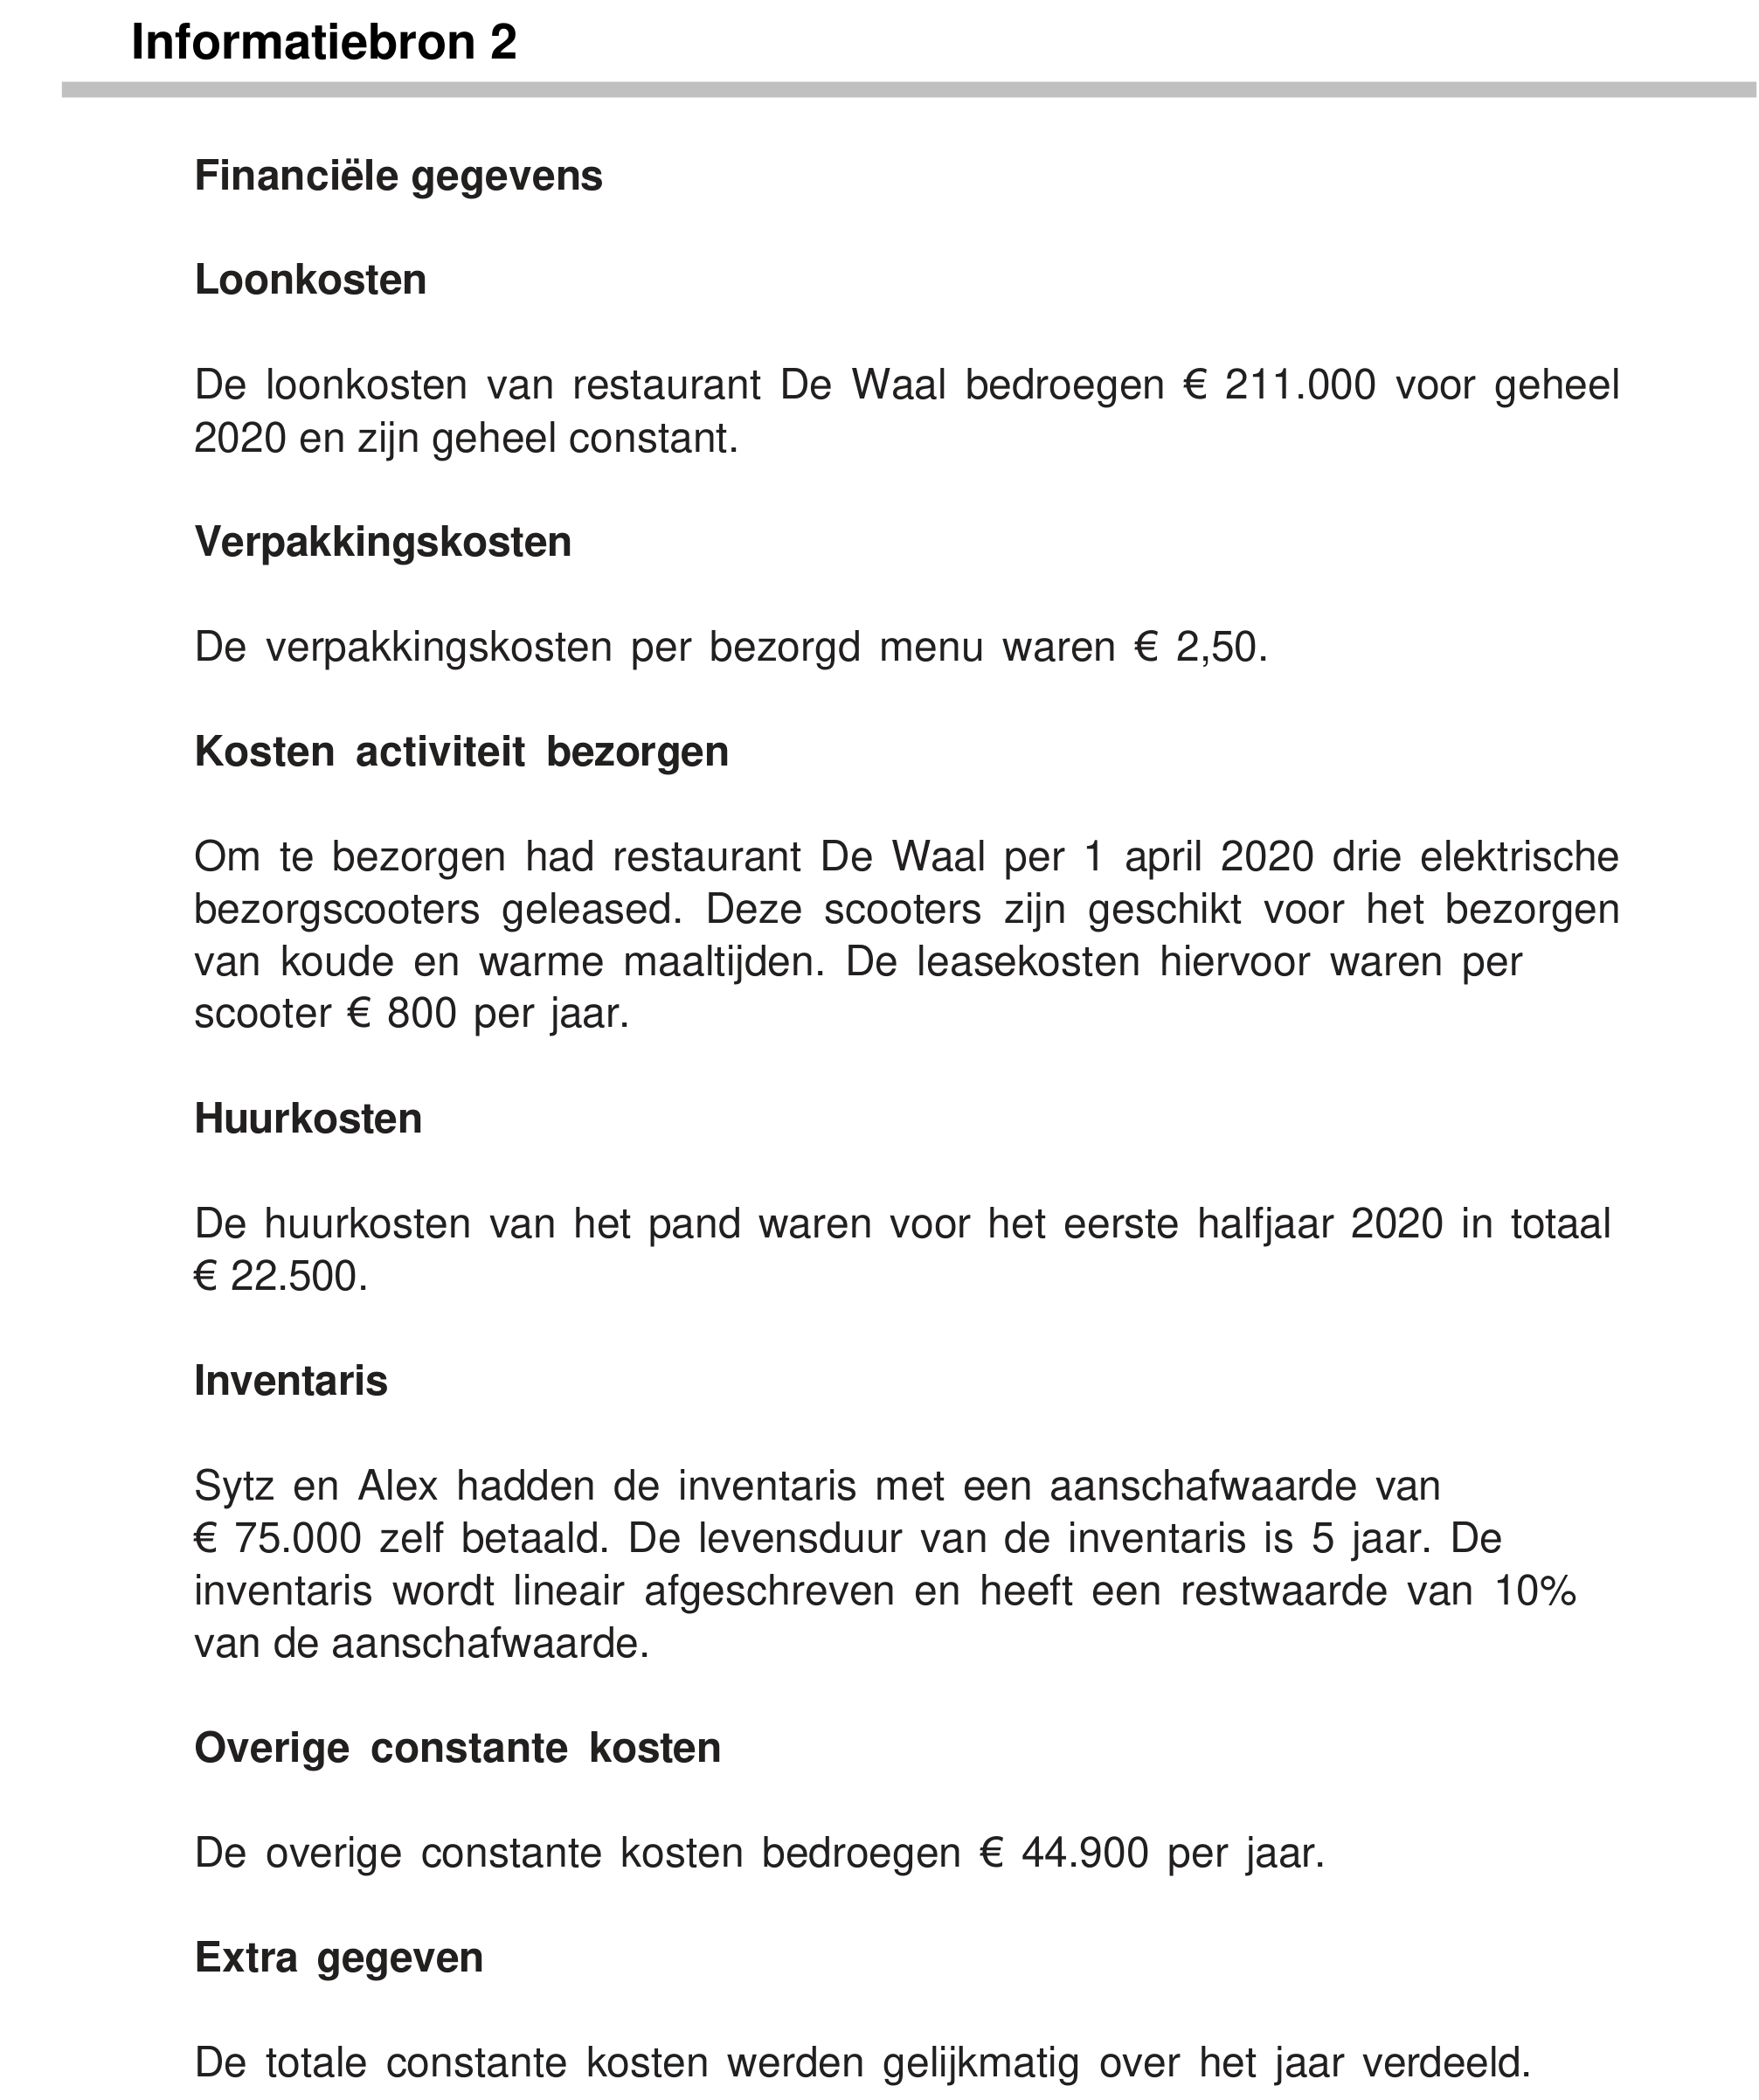 Informatiebron 2
Financiële gegevens
Loonkosten
De loonkosten van restaurant De Waal bedroegen € 211.000 voor geheel
2020 en zijn geheel constant.
Verpakkingskosten
De verpakkingskosten per bezorgd menu waren € 2,50.
Kosten activiteit bezorgen
Om te bezorgen had restaurant De Waal per 1 april 2020 drie elektrische
bezorgscooters geleased. Deze scooters zijn geschikt voor het bezorgen
van koude en warme maaltijden. De leasekosten hiervoor waren per
scooter € 800 per jaar.
Huurkosten
De huurkosten van het pand waren voor het eerste halfjaar 2020 in totaal
€ 22.500.
Inventaris
Sytz en Alex hadden de inventaris met een aanschafwaarde van
€ 75.000 zelf betaald. De levensduur van de inventaris is 5 jaar. De
inventaris wordt lineair afgeschreven en heeft een restwaarde van 10%
van de aanschafwaarde.
Overige constante kosten
De overige constante kosten bedroegen € 44.900 per jaar.
Extra gegeven
De totale constante kosten werden gelijkmatig over het jaar verdeeld.